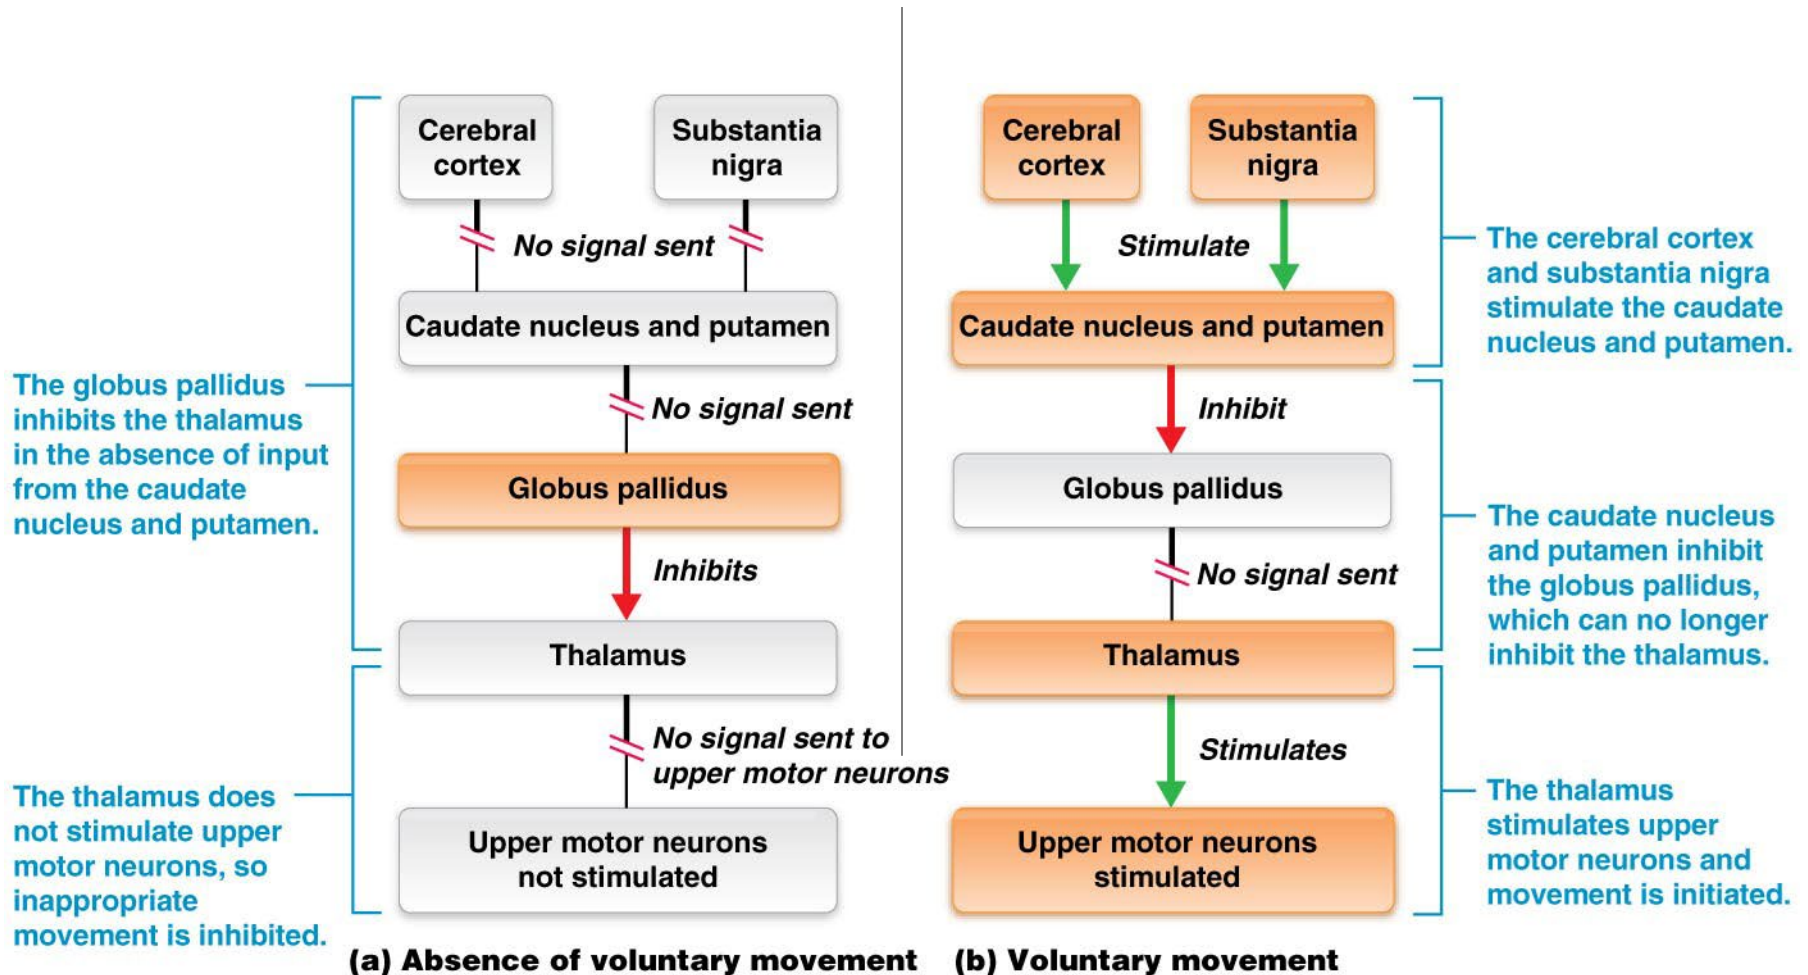 Cerebral
cortex
Substantia
nigra
No signal sent
Caudate nucleus and putamen
No signal sent
Globus pallidus
Inhibits
Thalamus
No signal sent to
upper motor neurons
Upper motor neurons
not stimulated
The globus pallidus
inhibits the thalamus
in the absence of input
from the caudate
nucleus and putamen.
The thalamus does
not stimulate upper
motor neurons, so
inappropriate
movement is inhibited.
(a) Absence of voluntary movement
Cerebral
cortex
Substantia
nigra
Stimulate
Caudate nucleus and putamen
Inhibit
Globus pallidus
No signal sent
Thalamus
Stimulates
Upper motor neurons
stimulated
The cerebral cortex
and substantia nigra
stimulate the caudate
nucleus and putamen.
The caudate nucleus
and putamen inhibit
the globus pallidus,
which can no longer
inhibit the thalamus.
The thalamus
stimulates upper
motor neurons and
movement is initiated.
(b) Voluntary movement